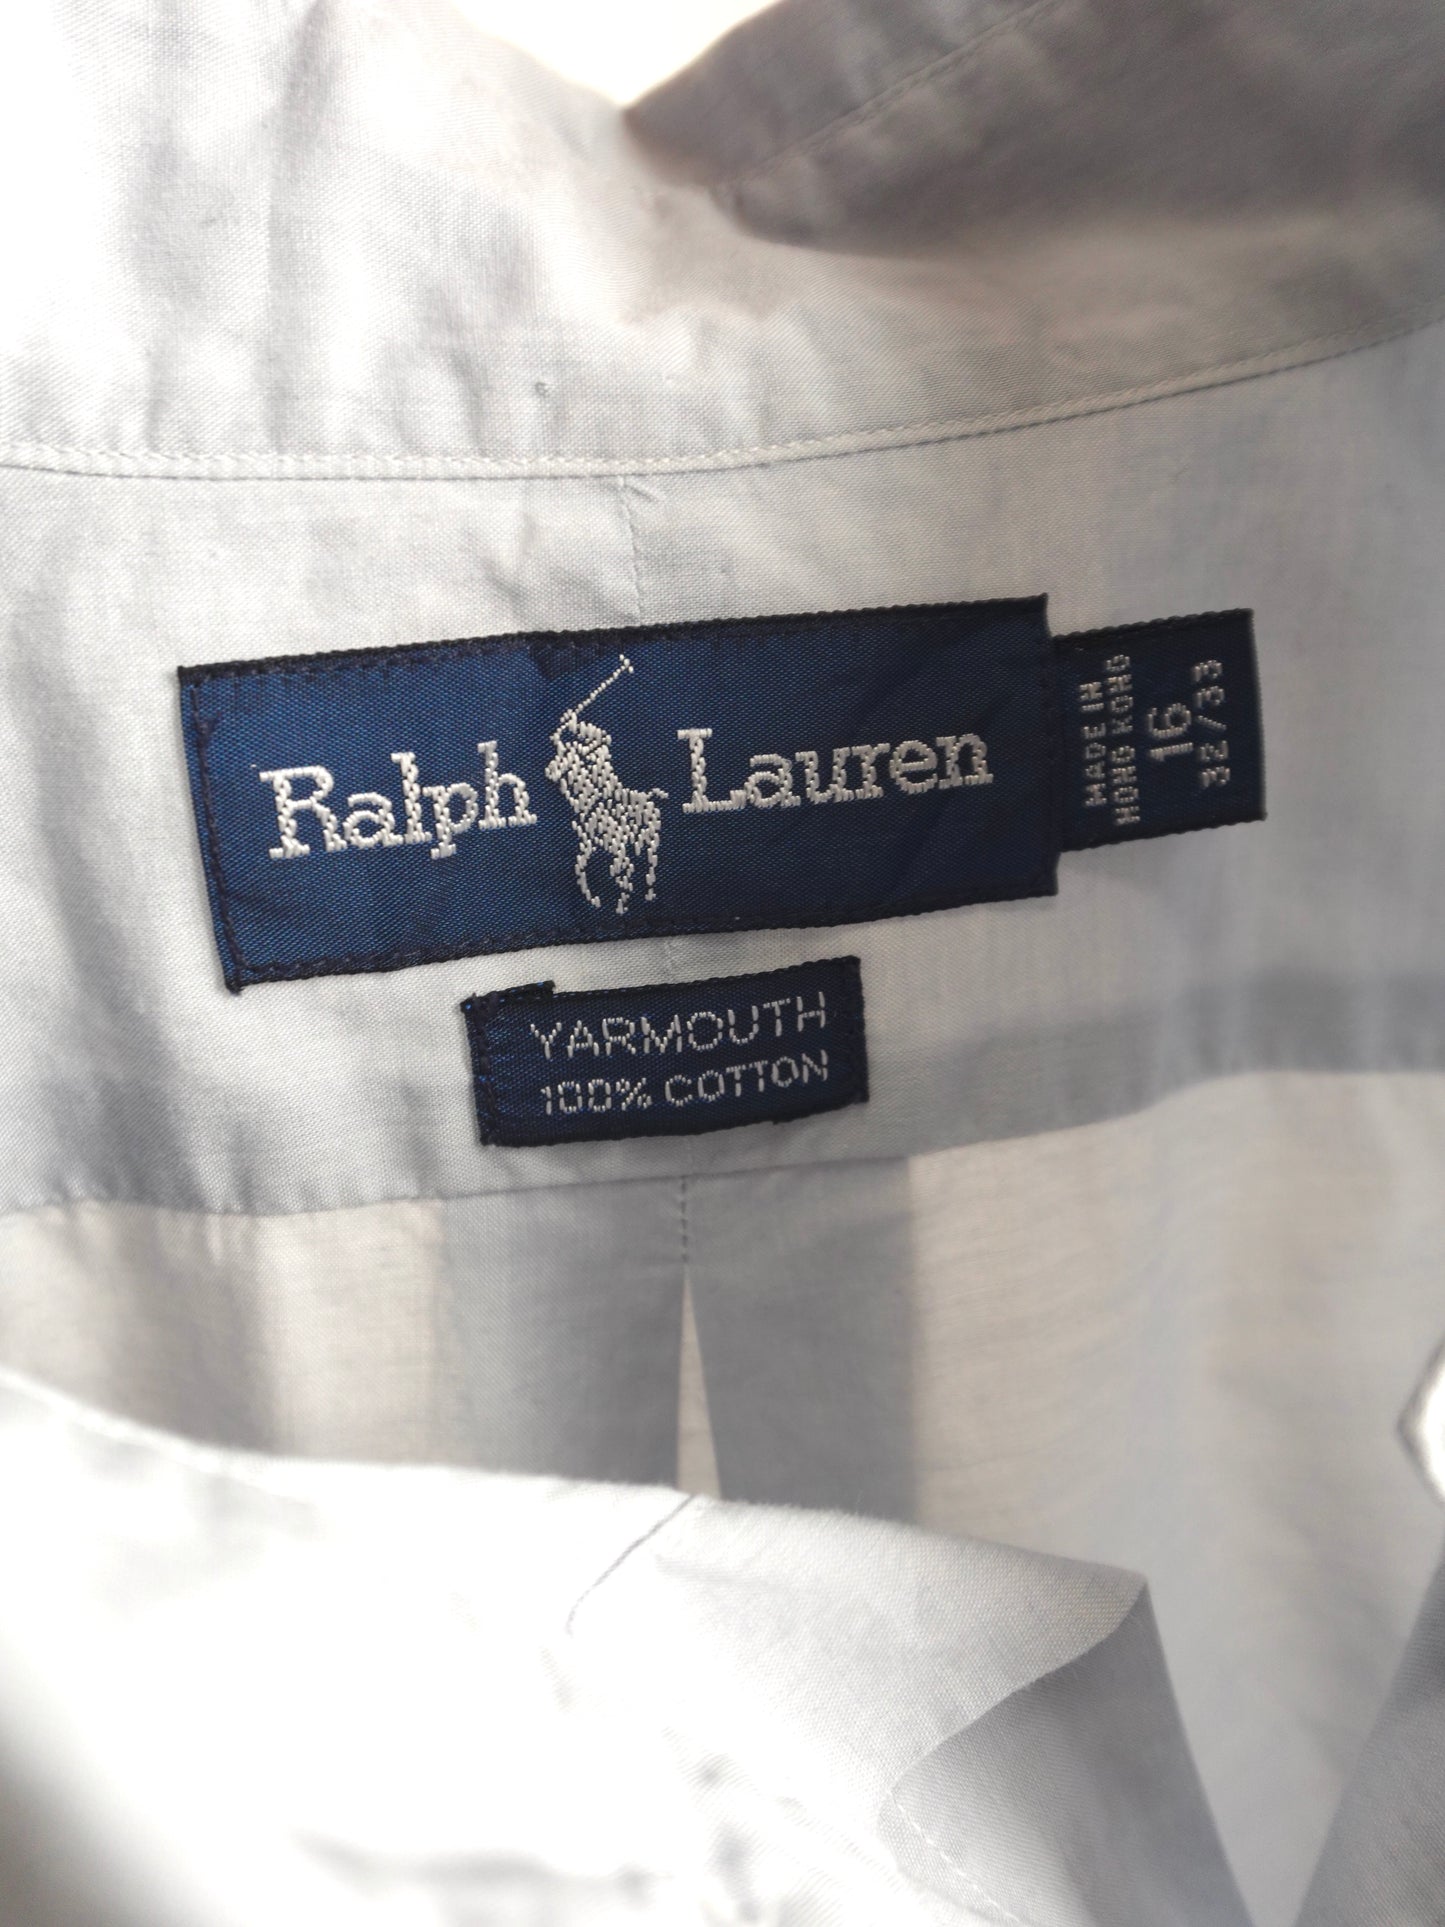 Ralph Lauren
MADE IN
HONG KONG
16
32/33
YARMOUTH
100% COTTON